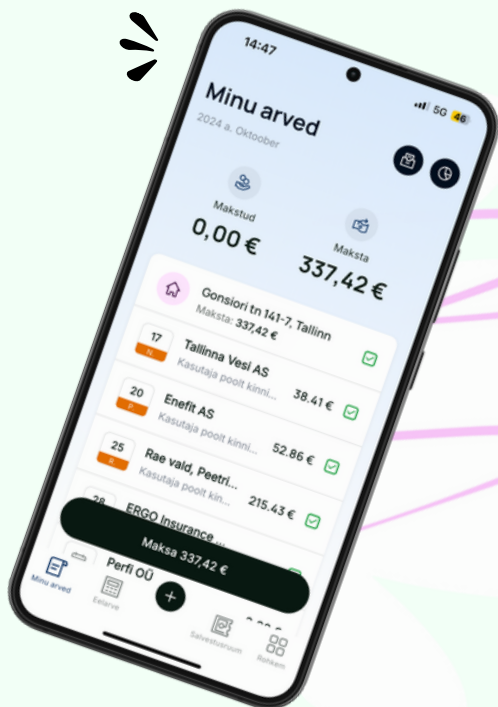 14:47
5G 46
Minu arved
2024 a. Oktoober
Makstud
0,00 €
Maksta
337,42 €
Gonsiori tn 141-7, Tallinn
Maksta: 337,42 €
17
N.
Tallinna Vesi AS
Kasutaja poolt kinni...
38.41 €
20
P.
Enefit AS
Kasutaja poolt kinni...
52.86 €
25
R.
Rae vald, Peetri...
Kasutaja poolt kin...
215.43 €
28
ERGO Insurance ...
Maksa 337,42 €
Perfi OÜ
Minu arved
Eelarve
Salvestusruum
Rohkem